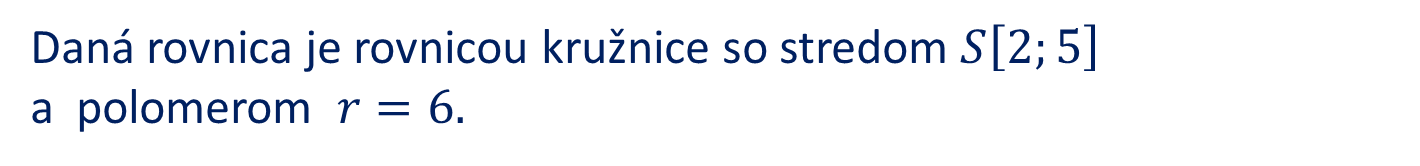 Daná rovnica je rovnicou kružnice so stredom S[2; 5]
a polomerom r = 6.